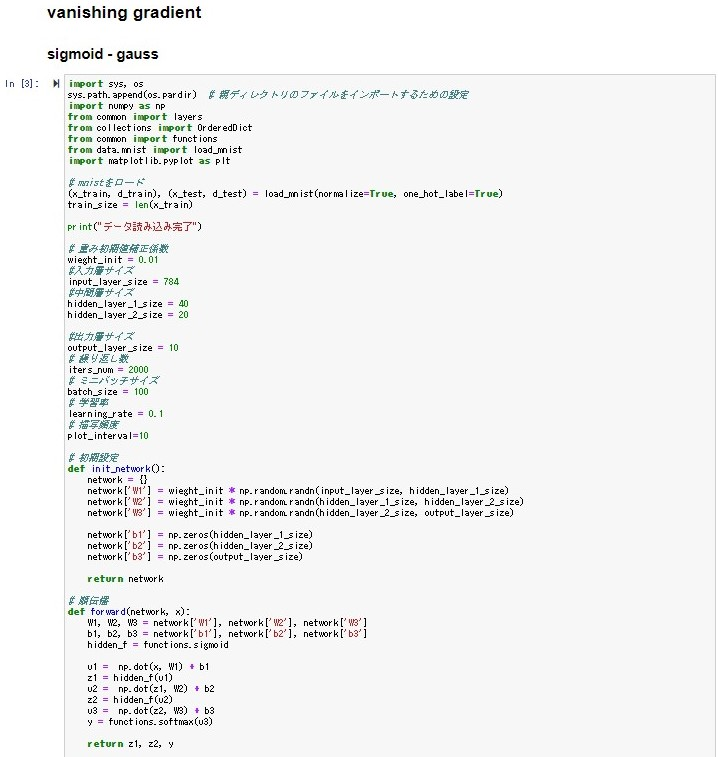 vanishing gradient
sigmoid - gauss
In [3]:
import sys, os
sys.path.append(os.pardir)  # 親ディレクトリのファイルをインポートするための設定
import numpy as np
from common import layers
from collections import OrderedDict
from common import functions
from data.mnist import load_mnist
import matplotlib.pyplot as plt
# mnistをロード
(x_train, d_train), (x_test, d_test) = load_mnist(normalize=True, one_hot_label=True)
train_size = len(x_train)
print("データ読み込み完了")
# 重み初期値補正係数
wieght_init = 0.01
#入力層サイズ
input_layer_size = 784
#中間層サイズ
hidden_layer_1_size = 40
hidden_layer_2_size = 20
#出力層サイズ
output_layer_size = 10
# 繰り返し数
iters_num = 2000
# ミニバッチサイズ
batch_size = 100
# 学習率
learning_rate = 0.1
# 描写頻度
plot_interval=10
# 初期設定
def init_network():
    network = {}
    network['W1'] = wieght_init * np.random.randn(input_layer_size, hidden_layer_1_size)
    network['W2'] = wieght_init * np.random.randn(hidden_layer_1_size, hidden_layer_2_size)
    network['W3'] = wieght_init * np.random.randn(hidden_layer_2_size, output_layer_size)
    network['b1'] = np.zeros(hidden_layer_1_size)
    network['b2'] = np.zeros(hidden_layer_2_size)
    network['b3'] = np.zeros(output_layer_size)
    return network
# 順伝播
def forward(network, x):
    W1, W2, W3 = network['W1'], network['W2'], network['W3']
    b1, b2, b3 = network['b1'], network['b2'], network['b3']
    hidden_f = functions.sigmoid
    u1 =  np.dot(x, W1) + b1
    z1 = hidden_f(u1)
    u2 =  np.dot(z1, W2) + b2
    z2 = hidden_f(u2)
    u3 =  np.dot(z2, W3) + b3
    y = functions.softmax(u3)
    return z1, z2, y